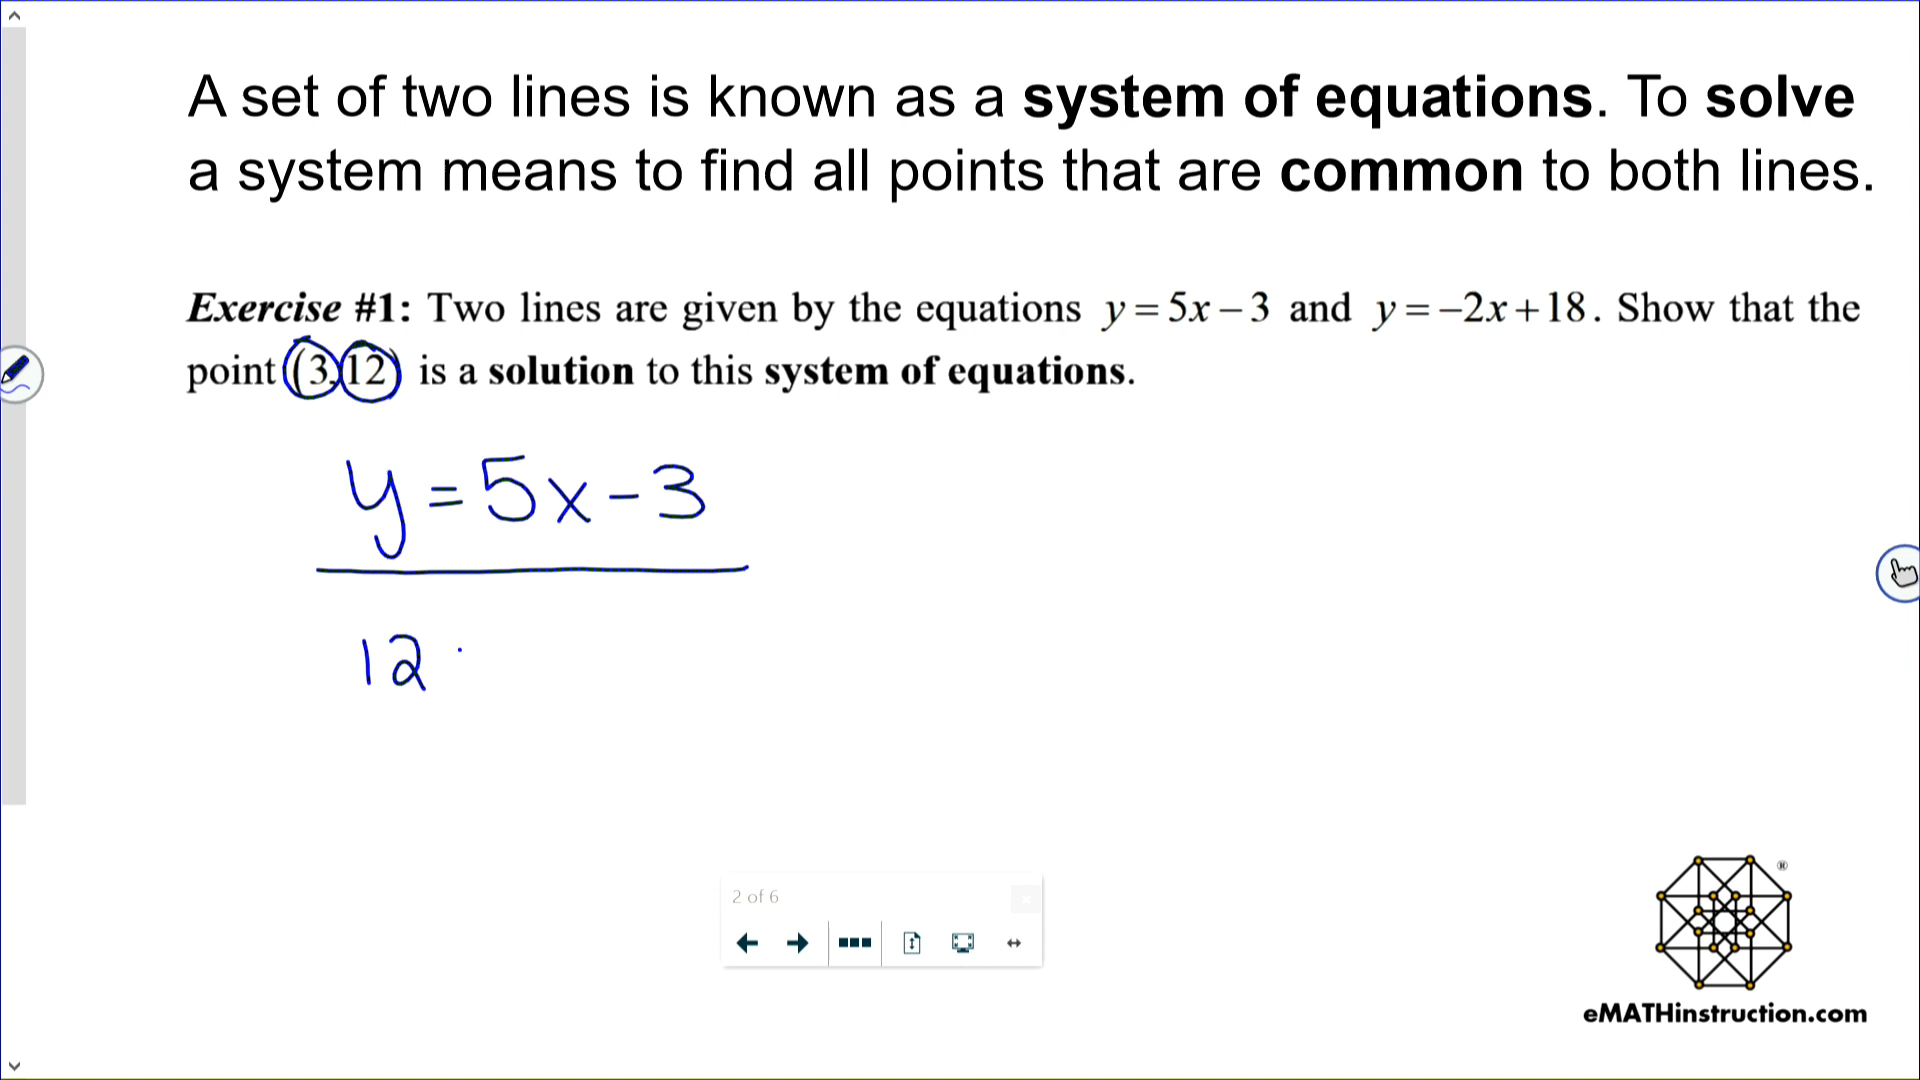 A set of two lines is known as a system of equations. To solve
a system means to find all points that are common to both lines.
Exercise #1: Two lines are given by the equations y = 5x − 3 and y = −2x + 18. Show that the
point (3, 12) is a solution to this system of equations.
y = 5x − 3
12
2 of 6
®
eMATHinstruction.com